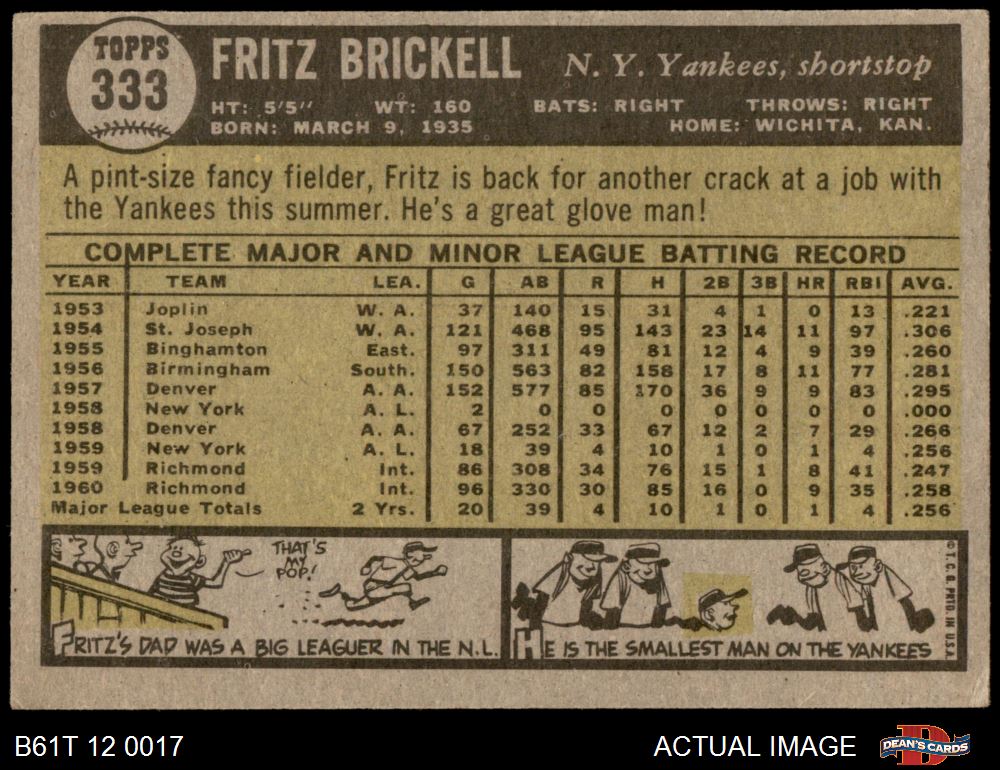 TOPPS
333
FRITZ BRICKELL
N. Y. Yankees, shortstop
HT: 5'5" WT: 160 BATS: RIGHT THROWS: RIGHT
BORN: MARCH 9, 1935 HOME: WICHITA, KAN.
A pint-size fancy fielder, Fritz is back for another crack at a job with
the Yankees this summer. He's a great glove man!
COMPLETE MAJOR AND MINOR LEAGUE BATTING RECORD
YEAR TEAM LEA. G AB R H 2B 3B HR RBI AVG.
1953 Joplin W. A. 37 140 15 31 4 1 0 13 .221
1954 St. Joseph W. A. 121 468 95 143 23 14 11 97 .306
1955 Binghamton East. 97 311 49 81 12 4 9 39 .260
1956 Birmingham South. 150 563 82 158 17 8 11 77 .281
1957 Denver A. A. 152 577 85 170 36 9 9 83 .295
1958 New York A. L. 2 0 0 0 0 0 0 0 .000
1958 Denver A. A. 67 252 33 67 12 2 7 29 .266
1959 New York A. L. 18 39 4 10 1 0 1 4 .256
1959 Richmond Int. 86 308 34 76 15 1 8 41 .247
1960 Richmond Int. 96 330 30 85 16 0 9 35 .258
Major League Totals 2 Yrs. 20 39 4 10 1 0 1 4 .256
THAT'S
MY
POP!
FRITZ'S DAD WAS A BIG LEAGUER IN THE N.L.
HE IS THE SMALLEST MAN ON THE YANKEES
© T. C. G. PRTD. IN U.S.A.
B61T 12 0017
ACTUAL IMAGE
D
DEAN'S CARDS